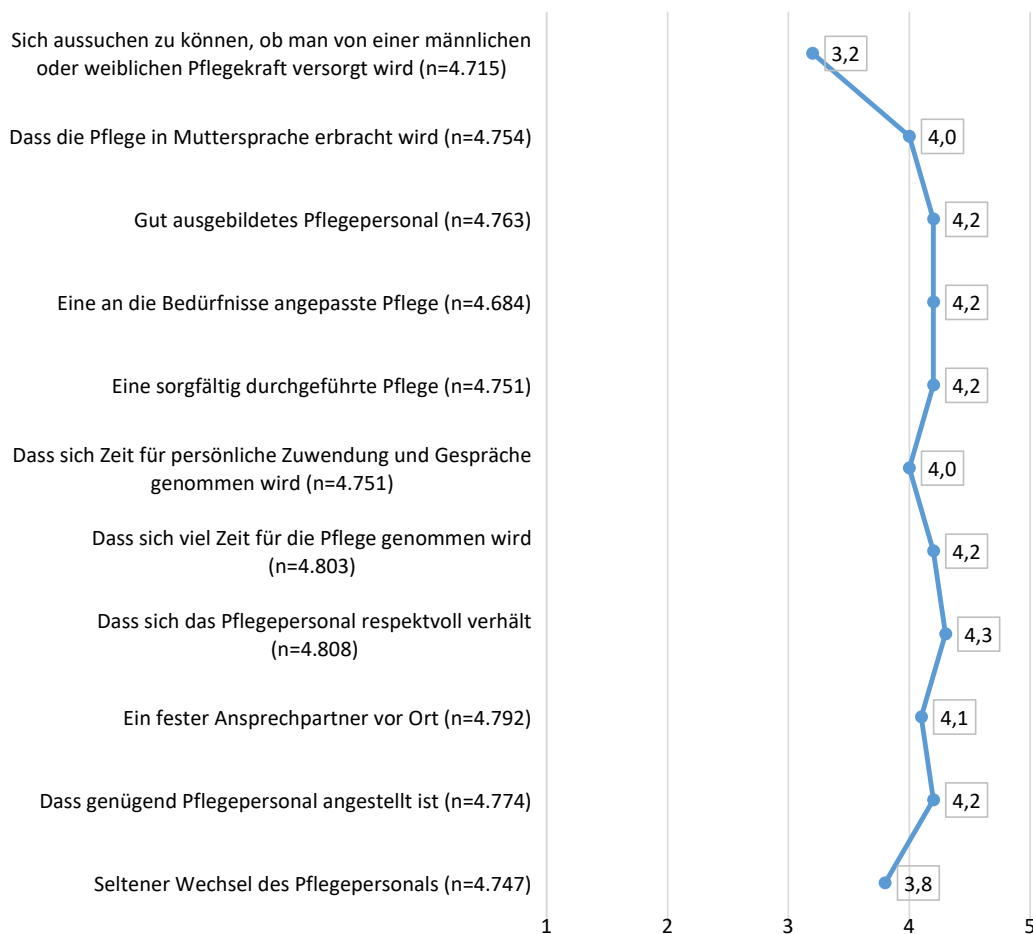 Sich aussuchen zu können, ob man von einer männlichen
oder weiblichen Pflegekraft versorgt wird (n=4.715)
3,2
Dass die Pflege in Muttersprache erbracht wird (n=4.754)
4,0
Gut ausgebildetes Pflegepersonal (n=4.763)
4,2
Eine an die Bedürfnisse angepasste Pflege (n=4.684)
4,2
Eine sorgfältig durchgeführte Pflege (n=4.751)
4,2
Dass sich Zeit für persönliche Zuwendung und Gespräche
genommen wird (n=4.751)
4,0
Dass sich viel Zeit für die Pflege genommen wird
(n=4.803)
4,2
Dass sich das Pflegepersonal respektvoll verhält
(n=4.808)
4,3
Ein fester Ansprechpartner vor Ort (n=4.792)
4,1
Dass genügend Pflegepersonal angestellt ist (n=4.774)
4,2
Seltener Wechsel des Pflegepersonals (n=4.747)
3,8
1 2 3 4 5